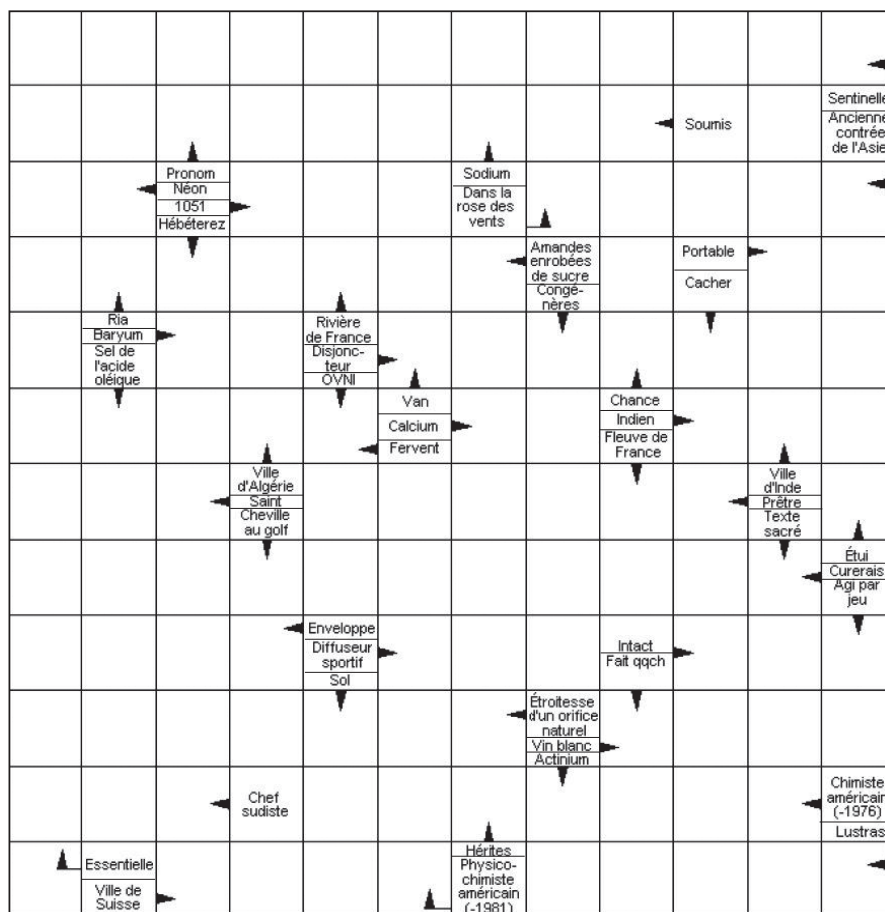 Soumis
Sentinelle
Ancienne
contrée
de l'Asie
Pronom
Néon
1051
Hébéterez
Sodium
Dans la
rose des
vents
Amandes
enrobées
de sucre
Congé-
nères
Portable
Cacher
Ria
Baryum
Sel de
l'acide
oléique
Rivière
de France
Disjonc-
teur
OVNI
Van
Calcium
Fervent
Chance
Indien
Fleuve de
France
Ville
d'Algérie
Saint
Cheville
au golf
Ville
d'Inde
Prêtre
Texte
sacré
Étui
Curerais
Agi par
jeu
Enveloppe
Diffuseur
sportif
Sol
Intact
Fait qqch
Étroitesse
d'un orifice
naturel
Vin blanc
Actinium
Chef
sudiste
Chimiste
américain
(-1976)
Lustras
Essentielle
Ville de
Suisse
Hérites
Physico-
chimiste
américain
(-1981)